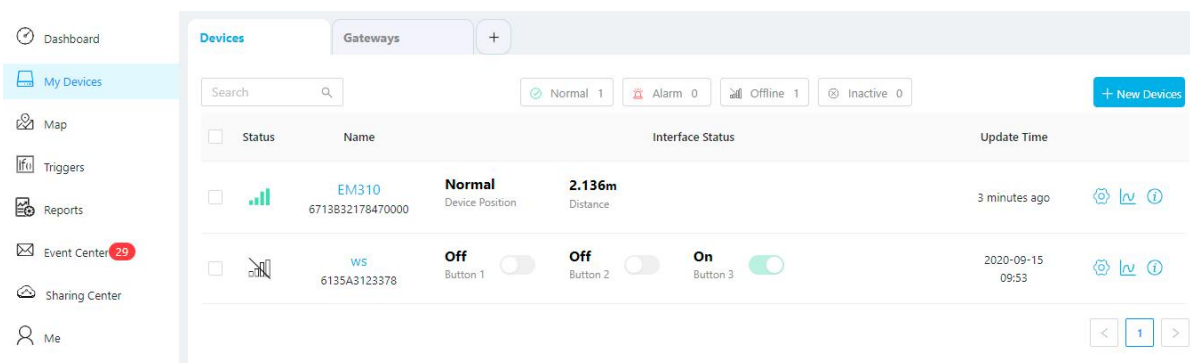 Dashboard
My Devices
Map
if()
Triggers
Reports
Event Center 29
Sharing Center
Me
Devices
Gateways
+
Search
Normal 1
Alarm 0
Offline 1
Inactive 0
+ New Devices
Status
Name
Interface Status
Update Time
EM310
6713B32178470000
Normal
Device Position
2.136m
Distance
3 minutes ago
WS
6135A3123378
Off
Button 1
Off
Button 2
On
Button 3
2020-09-15
09:53
< 1 >